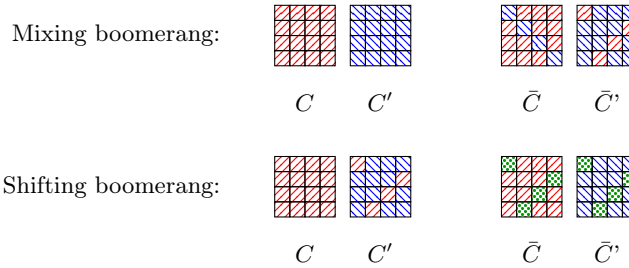 Mixing boomerang:
C C′ C̄ C̄’
Shifting boomerang:
C C′ C̄ C̄’